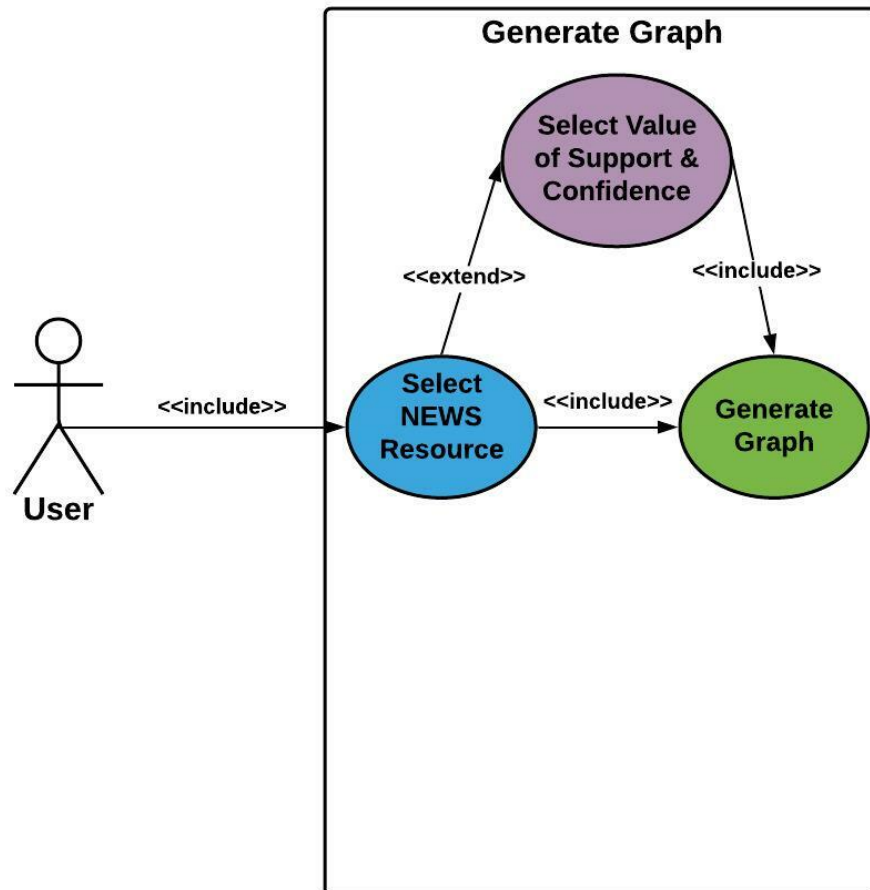 Generate Graph
Select Value
of Support &
Confidence
<<extend>>
<<include>>
<<include>>
Select
NEWS
Resource
<<include>>
Generate
Graph
User